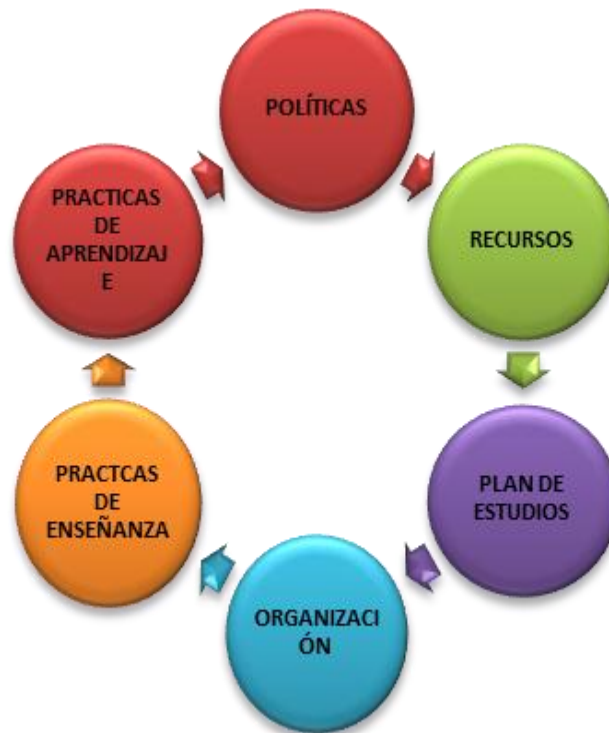 POLÍTICAS
RECURSOS
PLAN DE
ESTUDIOS
ORGANIZACI
ÓN
PRACTCAS
DE
ENSEÑANZA
PRACTICAS
DE
APRENDIZAJ
E